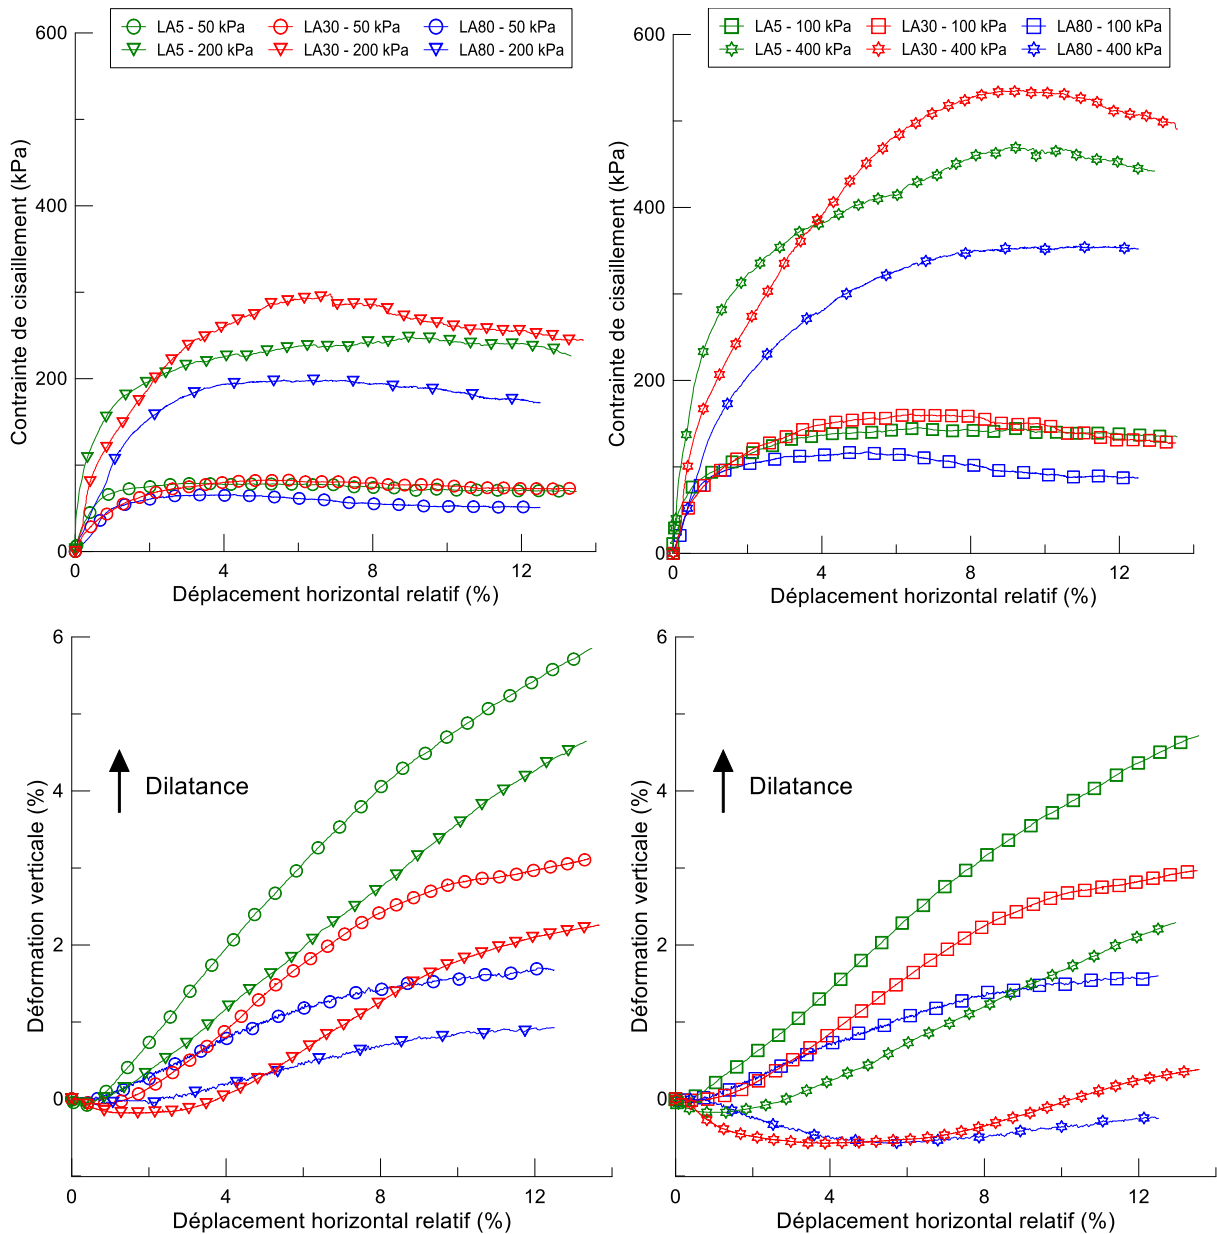 LA5 - 50 kPa LA30 - 50 kPa LA80 - 50 kPa
LA5 - 200 kPa LA30 - 200 kPa LA80 - 200 kPa
600
400
200
0
Contrainte de cisaillement (kPa)
0 4 8 12
Déplacement horizontal relatif (%)
LA5 - 100 kPa LA30 - 100 kPa LA80 - 100 kPa
LA5 - 400 kPa LA30 - 400 kPa LA80 - 400 kPa
600
400
200
0
Contrainte de cisaillement (kPa)
0 4 8 12
Déplacement horizontal relatif (%)
6
4
2
0
Déformation verticale (%)
Dilatance
0 4 8 12
Déplacement horizontal relatif (%)
6
4
2
0
Déformation verticale (%)
Dilatance
0 4 8 12
Déplacement horizontal relatif (%)